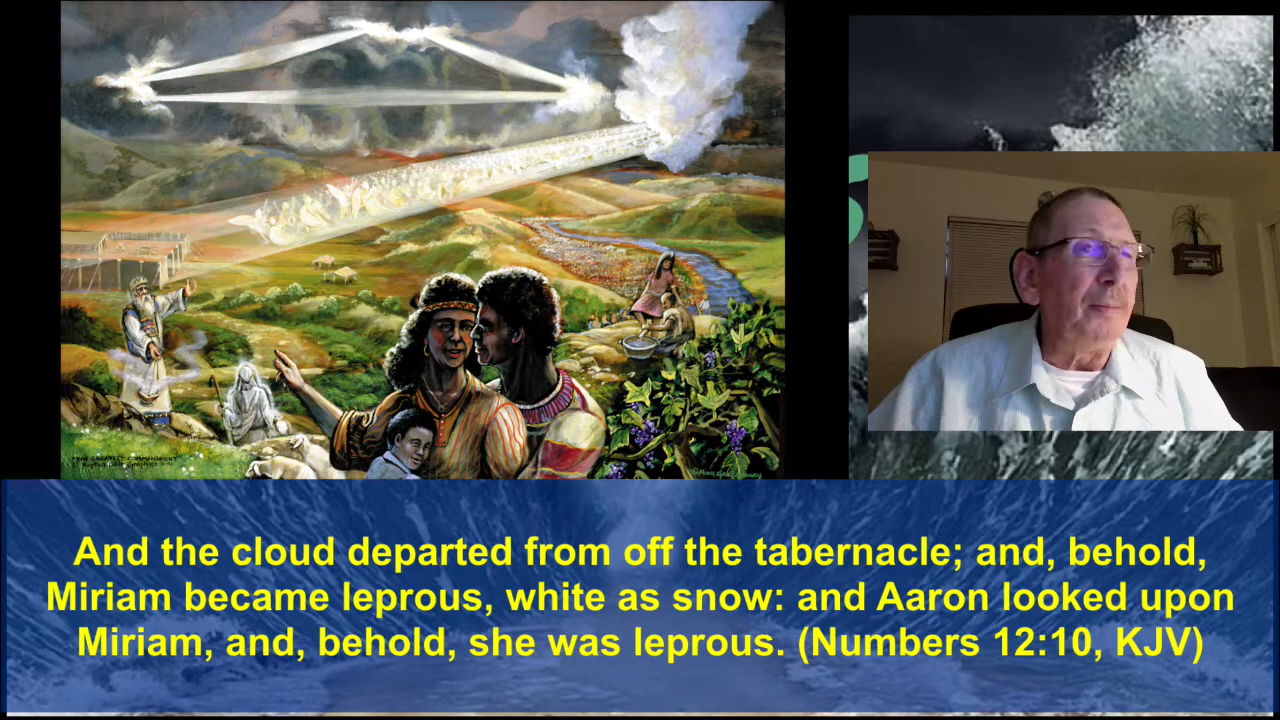 And the cloud departed from off the tabernacle; and, behold,
Miriam became leprous, white as snow: and Aaron looked upon
Miriam, and, behold, she was leprous. (Numbers 12:10, KJV)